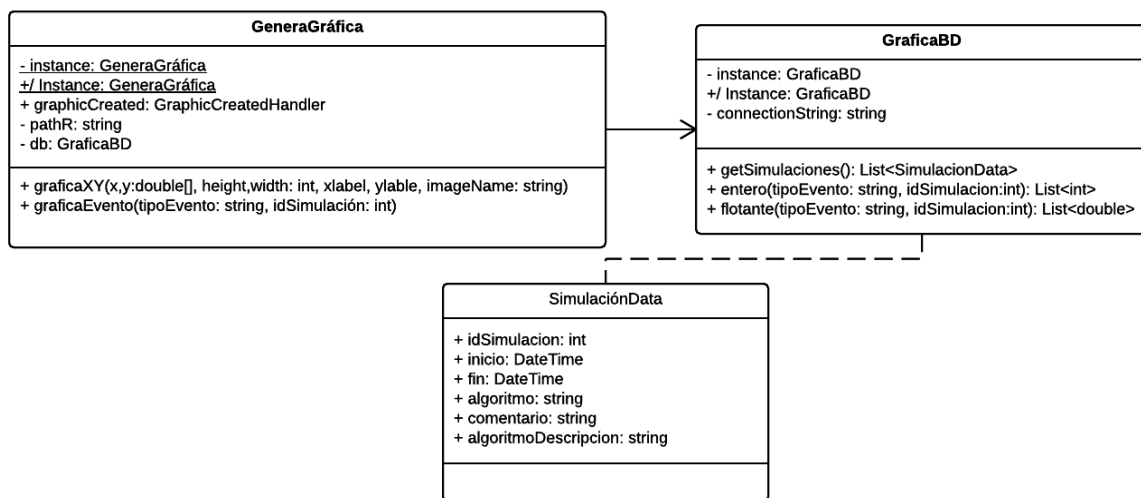 GeneraGráfica
- instance: GeneraGráfica
+/ Instance: GeneraGráfica
+ graphicCreated: GraphicCreatedHandler
- pathR: string
- db: GraficaBD
+ graficaXY(x,y:double[], height,width: int, xlabel, ylable, imageName: string)
+ graficaEvento(tipoEvento: string, idSimulación: int)
GraficaBD
- instance: GraficaBD
+/ Instance: GraficaBD
- connectionString: string
+ getSimulaciones(): List<SimulacionData>
+ entero(tipoEvento: string, idSimulacion:int): List<int>
+ flotante(tipoEvento: string, idSimulacion:int): List<double>
SimulaciónData
+ idSimulacion: int
+ inicio: DateTime
+ fin: DateTime
+ algoritmo: string
+ comentario: string
+ algoritmoDescripcion: string